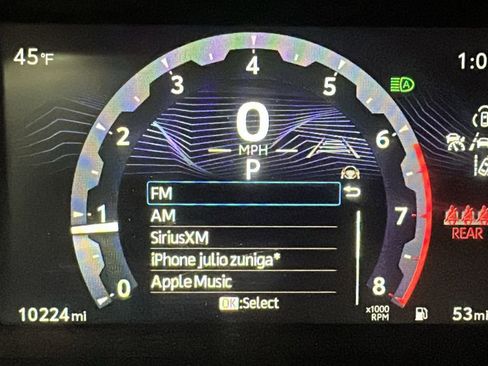 45°F
1:0
4
3
5
2
6
0
MPH
P
A
FM
AM
SiriusXM
iPhone julio zuniga*
Apple Music
1
7
REAR
0
8
OK:Select
x1000
RPM
10224 mi
53 mi